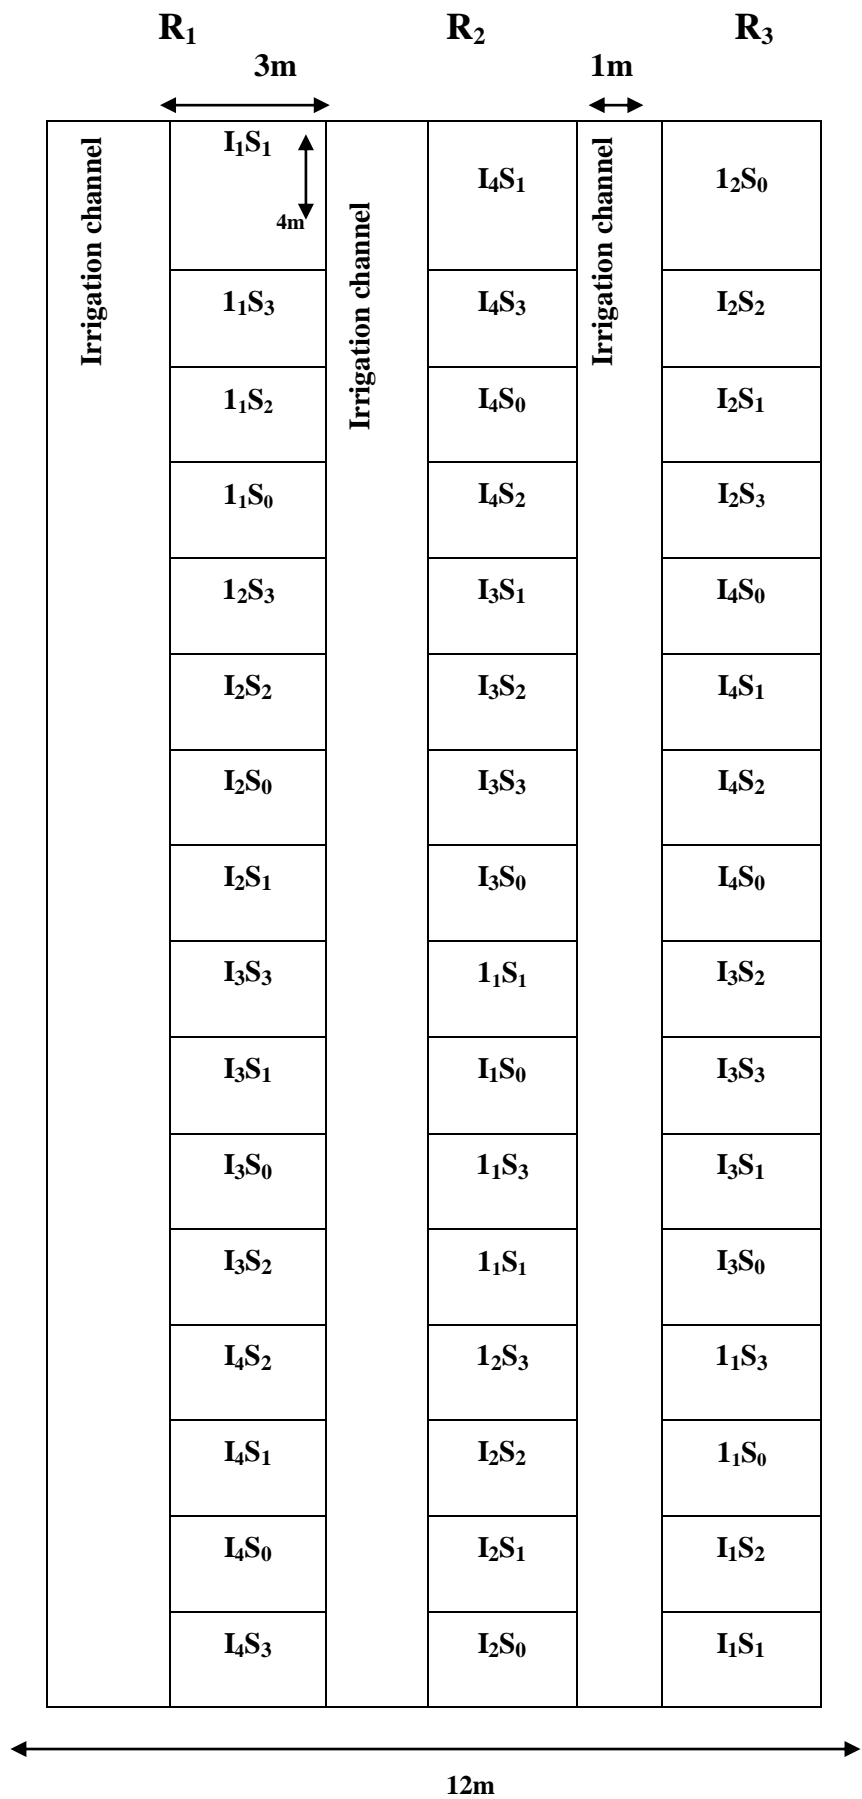 R₁ R₂ R₃
3m 1m
Irrigation channel
Irrigation channel
Irrigation channel
I₁S₁ I₄S₁ 1₂S₀
4m
1₁S₃ I₄S₃ I₂S₂
1₁S₂ I₄S₀ I₂S₁
1₁S₀ I₄S₂ I₂S₃
1₂S₃ I₃S₁ I₄S₀
I₂S₂ I₃S₂ I₄S₁
I₂S₀ I₃S₃ I₄S₂
I₂S₁ I₃S₀ I₄S₀
I₃S₃ 1₁S₁ I₃S₂
I₃S₁ I₁S₀ I₃S₃
I₃S₀ 1₁S₃ I₃S₁
I₃S₂ 1₁S₁ I₃S₀
I₄S₂ 1₂S₃ 1₁S₃
I₄S₁ I₂S₂ 1₁S₀
I₄S₀ I₂S₁ I₁S₂
I₄S₃ I₂S₀ I₁S₁
12m